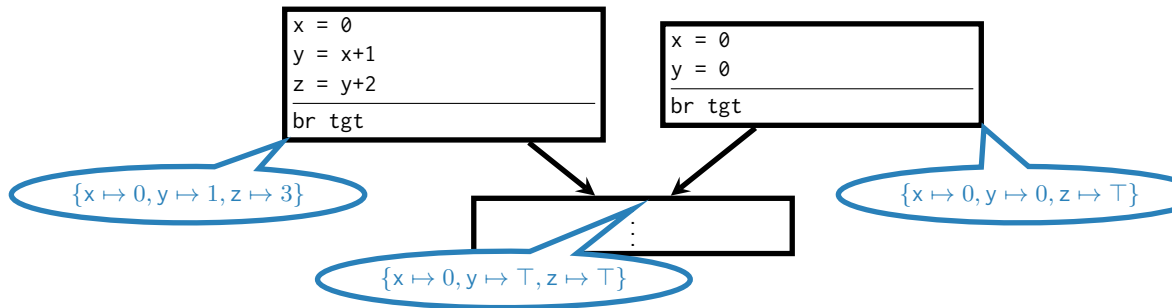 x = 0
y = x+1
z = y+2
br tgt
x = 0
y = 0
br tgt
{x ↦ 0, y ↦ 1, z ↦ 3}
{x ↦ 0, y ↦ 0, z ↦ ⊤}
⋮
{x ↦ 0, y ↦ ⊤, z ↦ ⊤}